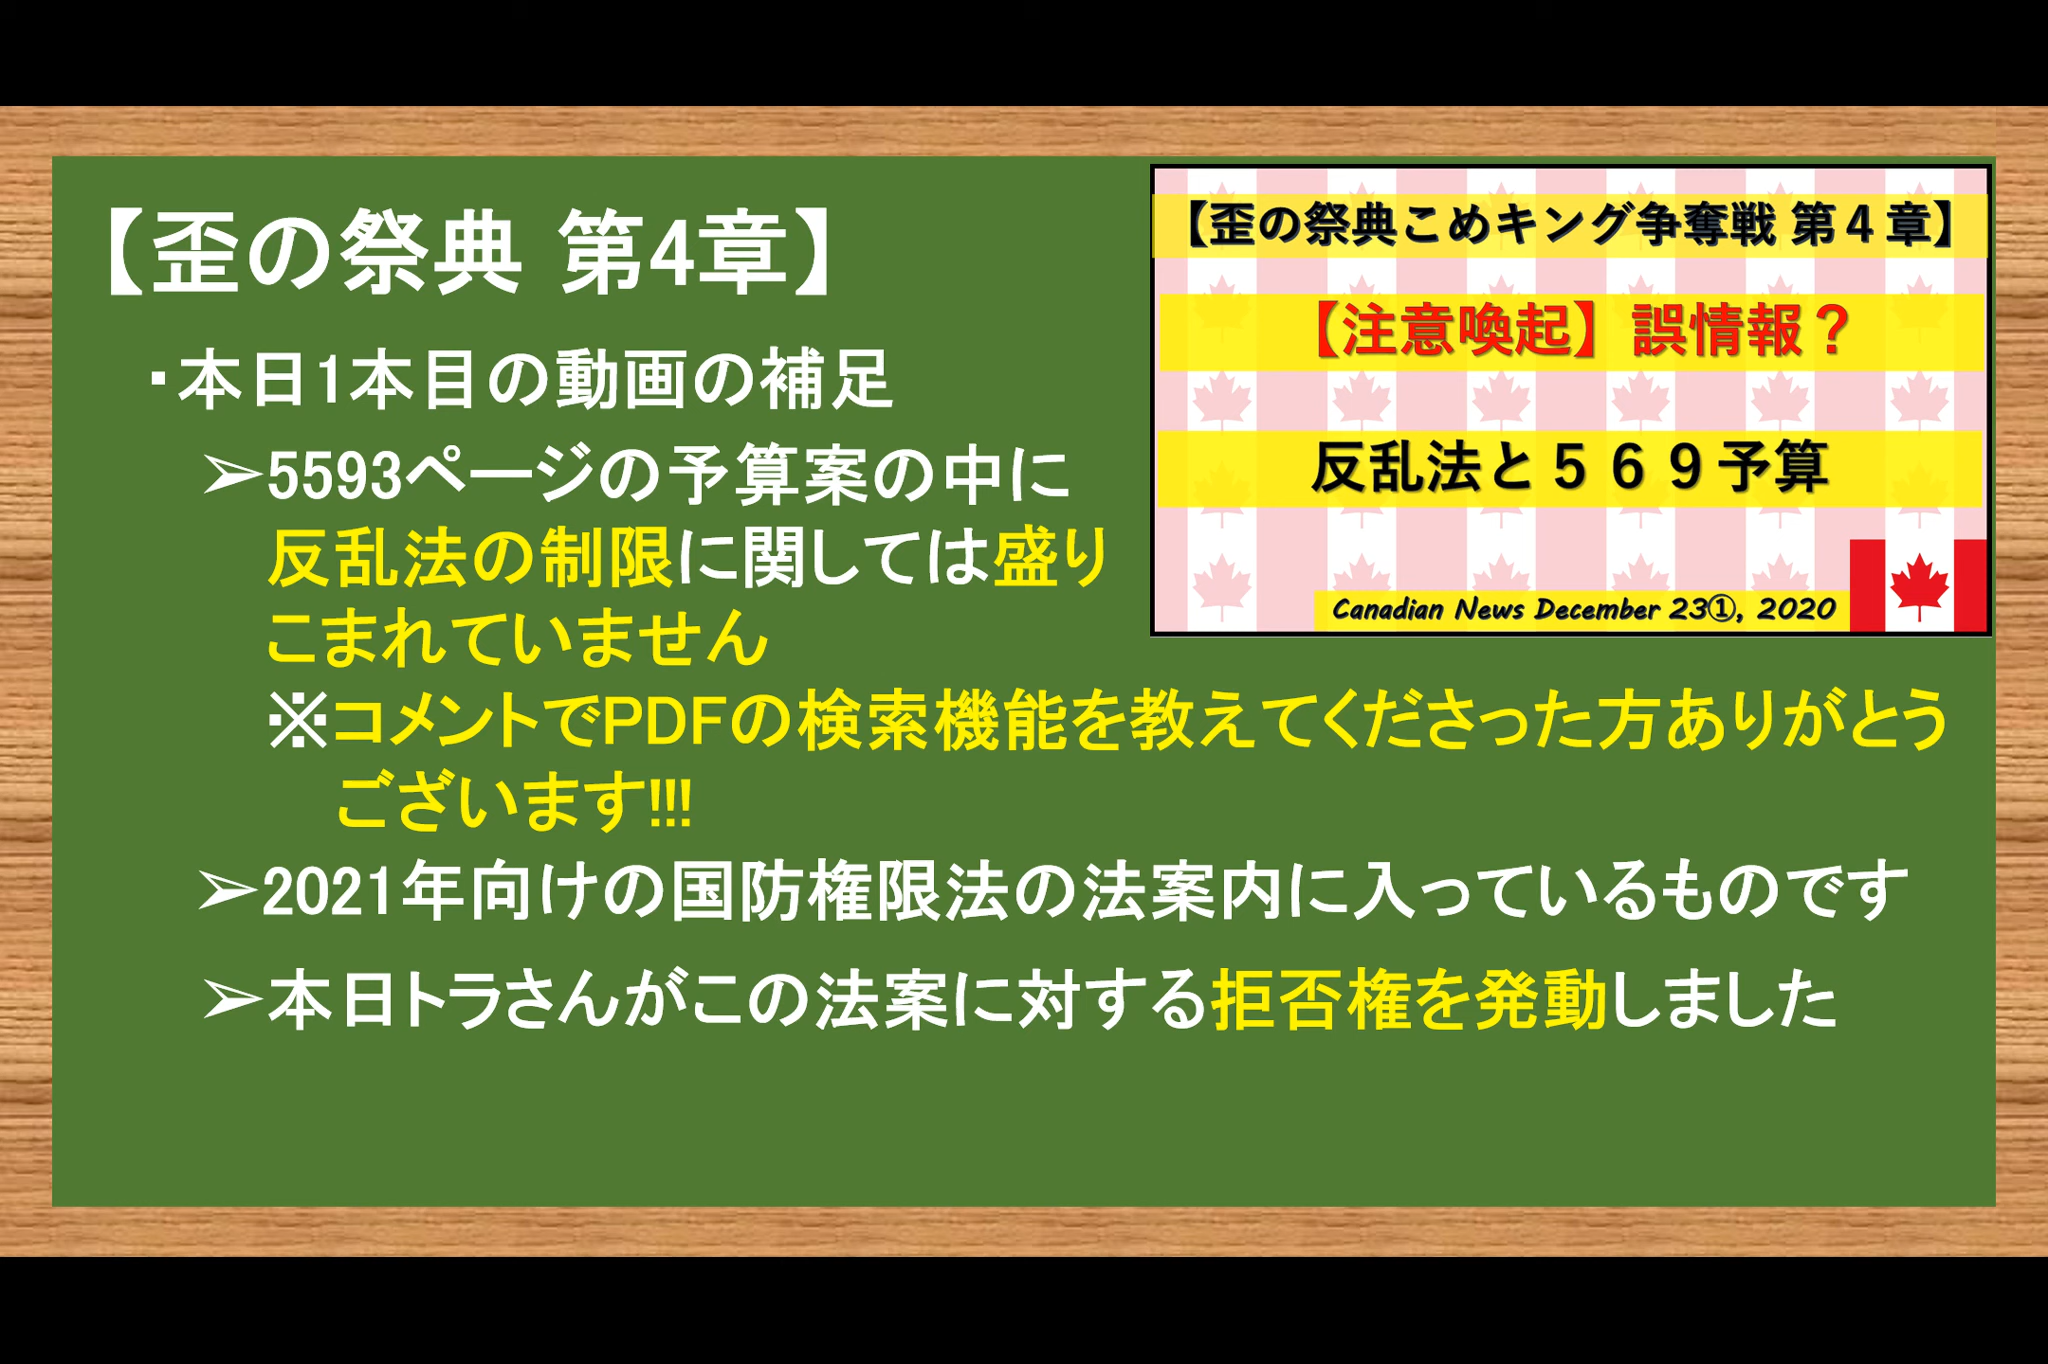 【歪の祭典 第4章】
・本日1本目の動画の補足
➢5593ページの予算案の中に
反乱法の制限に関しては盛り
こまれていません
※コメントでPDFの検索機能を教えてくださった方ありがとう
ございます!!!
➢2021年向けの国防権限法の法案内に入っているものです
➢本日トラさんがこの法案に対する拒否権を発動しました
【歪の祭典こめキング争奪戦 第４章】
【注意喚起】誤情報？
反乱法と５６９予算
Canadian News December 23①, 2020